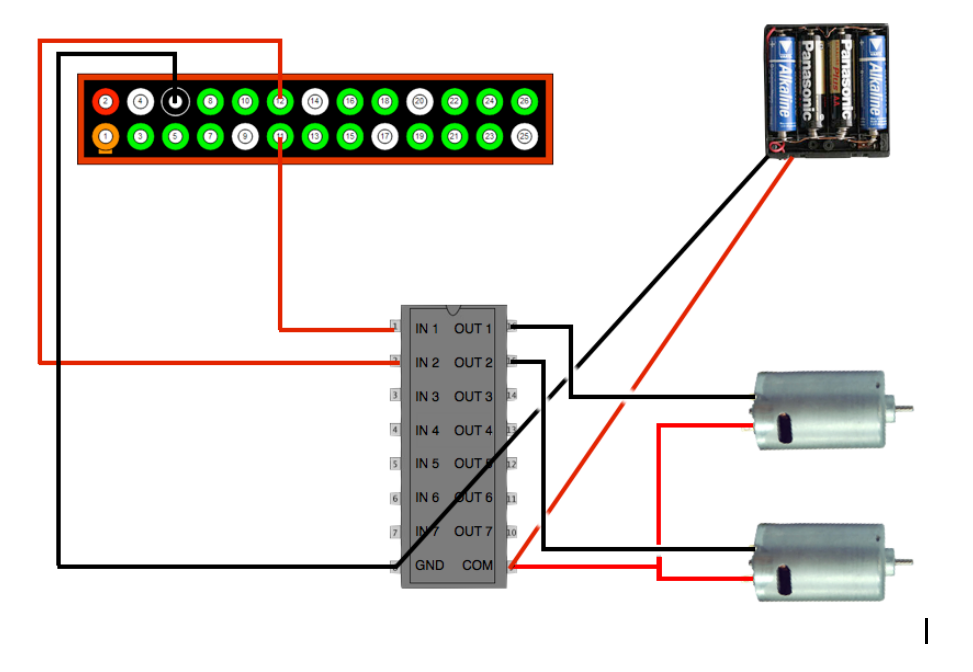 2 4 8 10 12 14 16 18 20 22 24 26
1 3 5 7 9 11 13 15 17 19 21 23 25
Alkaline
Panasonic
Panasonic
Plus AA
Alkaline
1 IN 1 OUT 1
IN 2 OUT 2
3 IN 3 OUT 3 14
4 IN 4 OUT 4 13
5 IN 5 OUT 5 12
6 IN 6 OUT 6 11
7 IN 7 OUT 7 10
GND COM